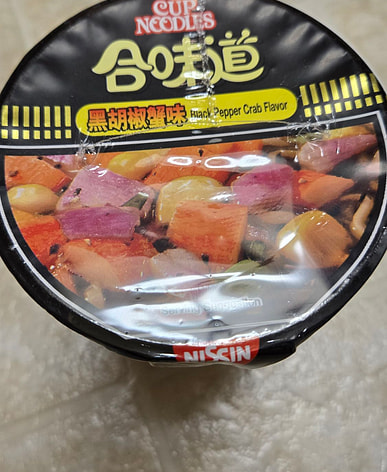 CUP
NOODLES
合味道
黑胡椒蟹味 Black Pepper Crab Flavor
NISSIN